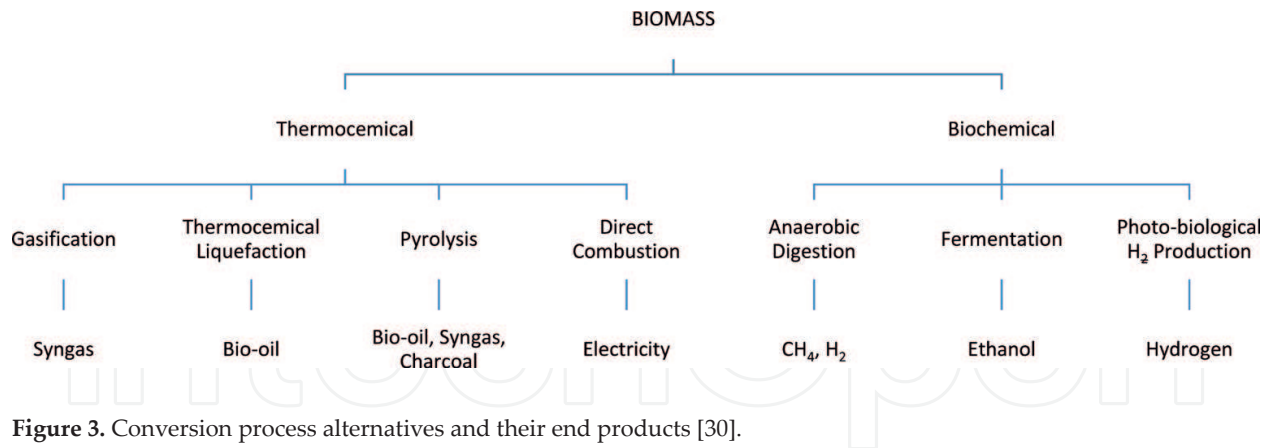 BIOMASS
Thermocemical
Biochemical
Gasification
Thermocemical
Liquefaction
Pyrolysis
Direct
Combustion
Anaerobic
Digestion
Fermentation
Photo-biological
H₂ Production
Syngas
Bio-oil
Bio-oil, Syngas,
Charcoal
Electricity
CH₄, H₂
Ethanol
Hydrogen
intechopen
Figure 3. Conversion process alternatives and their end products [30].